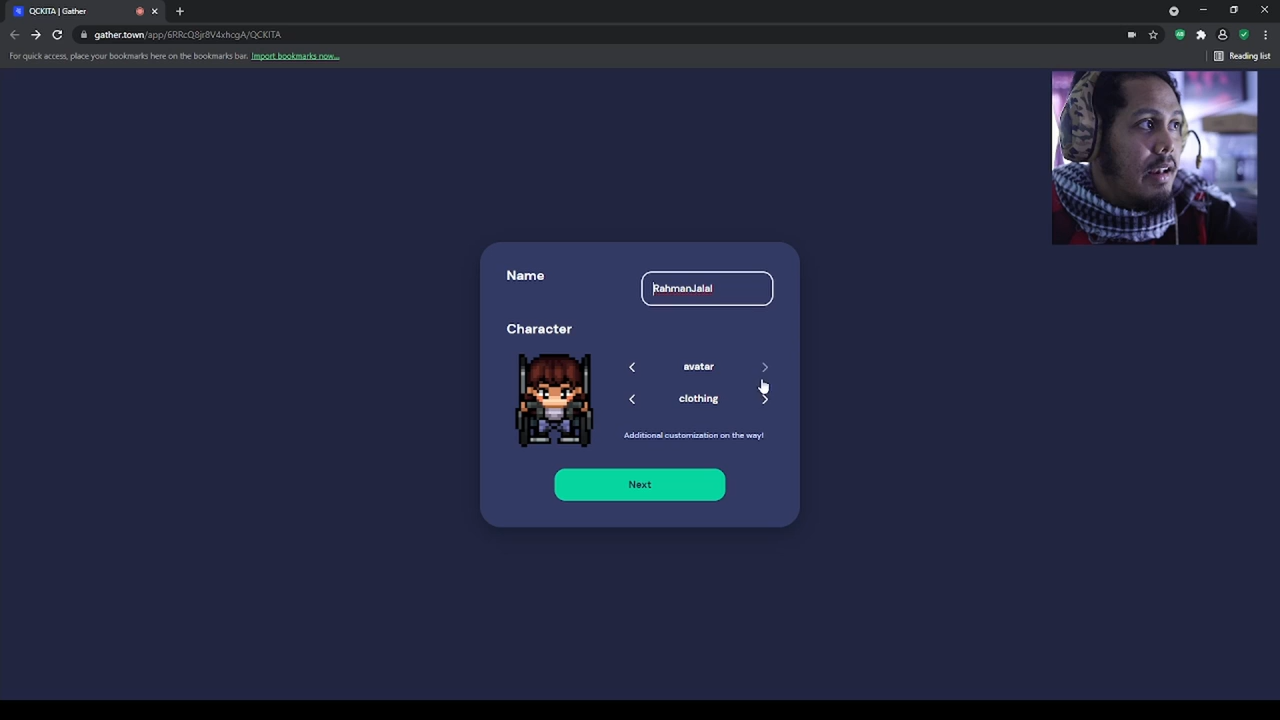 QCKITA | Gather
gather.town/app/6RRcQ8jr8V4xhcgA/QCKITA
For quick access, place your bookmarks here on the bookmarks bar. Import bookmarks now...
Reading list
Name
RahmanJalal
Character
avatar
clothing
Additional customization on the way!
Next